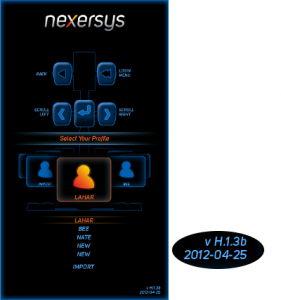 nexersys
BACK
LOGIN
MENU
SCROLL
LEFT
SCROLL
RIGHT
Select Your Profile
IMPORT
LAHAR
BEE
LAHAR
BEE
NATE
NEW
NEW
IMPORT
v H.1.3b
2012-04-25
v H.1.3b
2012-04-25